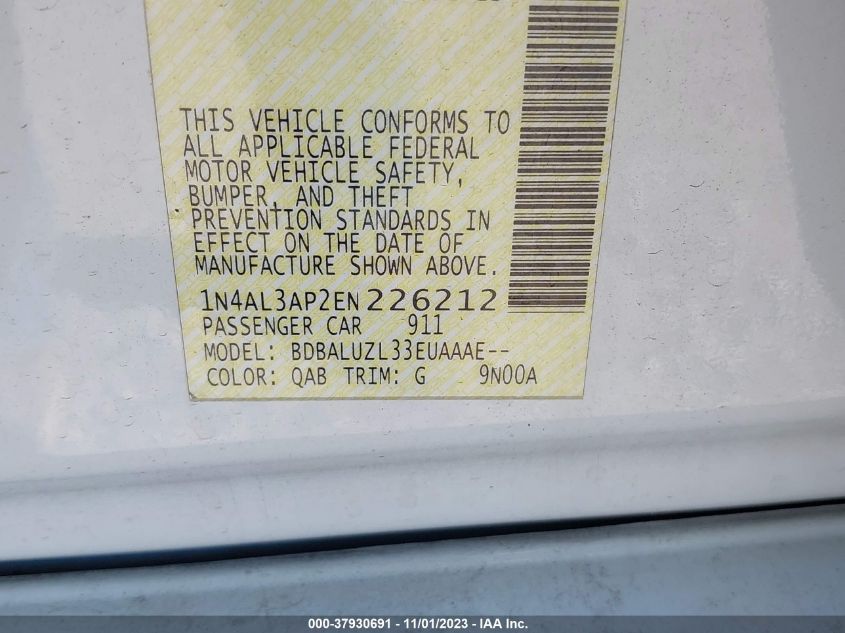 THIS VEHICLE CONFORMS TO
ALL APPLICABLE FEDERAL
MOTOR VEHICLE SAFETY,
BUMPER, AND THEFT
PREVENTION STANDARDS IN
EFFECT ON THE DATE OF
MANUFACTURE SHOWN ABOVE.
1N4AL3AP2EN226212
PASSENGER CAR 911
MODEL: BDBALUZL33EUAAAE--
COLOR: QAB TRIM: G 9N00A
000-37930691 - 11/01/2023 - IAA Inc.